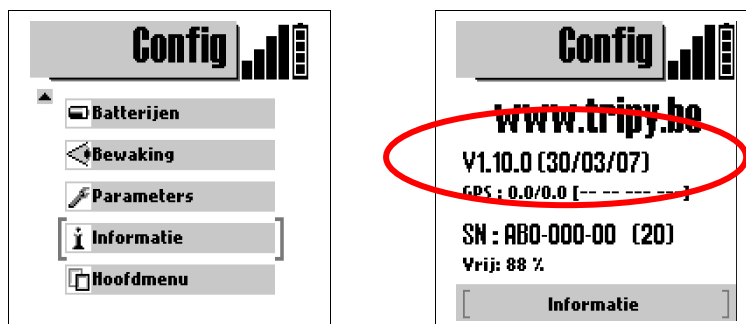 Config
Batterijen
Bewaking
Parameters
Informatie
Hoofdmenu
Config
www.tripy.be
V1.10.0 (30/03/07)
GPS : 0.0/0.0 [-- -- --- ---]
SN : AB0-000-00 (20)
Vrij: 88 %
Informatie